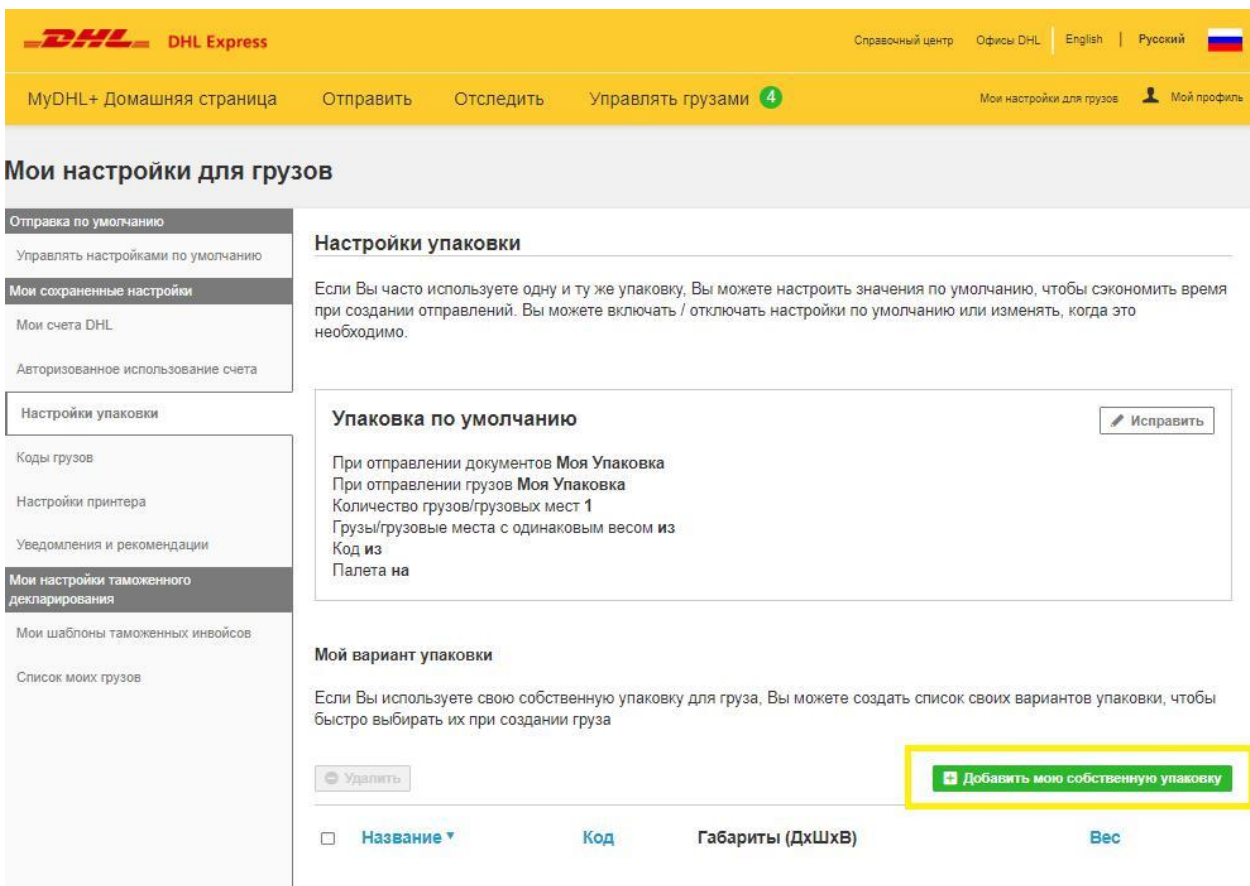 DHL DHL Express
Справочный центр Офисы DHL English | Русский
МуDHL+ Домашняя страница Отправить Отследить Управлять грузами 4 Мои настройки для грузов Мой профиль
Мои настройки для грузов
Отправка по умолчанию
Управлять настройками по умолчанию
Мои сохраненные настройки
Мои счета DHL
Авторизованное использование счета
Настройки упаковки
Коды грузов
Настройки принтера
Уведомления и рекомендации
Мои настройки таможенного
декларирования
Мои шаблоны таможенных инвойсов
Список моих грузов
Настройки упаковки
Если Вы часто используете одну и ту же упаковку, Вы можете настроить значения по умолчанию, чтобы сэкономить время
при создании отправлений. Вы можете включать / отключать настройки по умолчанию или изменять, когда это
необходимо.
Упаковка по умолчанию
Исправить
При отправлении документов Моя Упаковка
При отправлении грузов Моя Упаковка
Количество грузов/грузовых мест 1
Грузы/грузовые места с одинаковым весом из
Код из
Палета на
Мой вариант упаковки
Если Вы используете свою собственную упаковку для груза, Вы можете создать список своих вариантов упаковки, чтобы
быстро выбирать их при создании груза
Удалить
Добавить мою собственную упаковку
Название Код Габариты (ДхШхВ) Вес